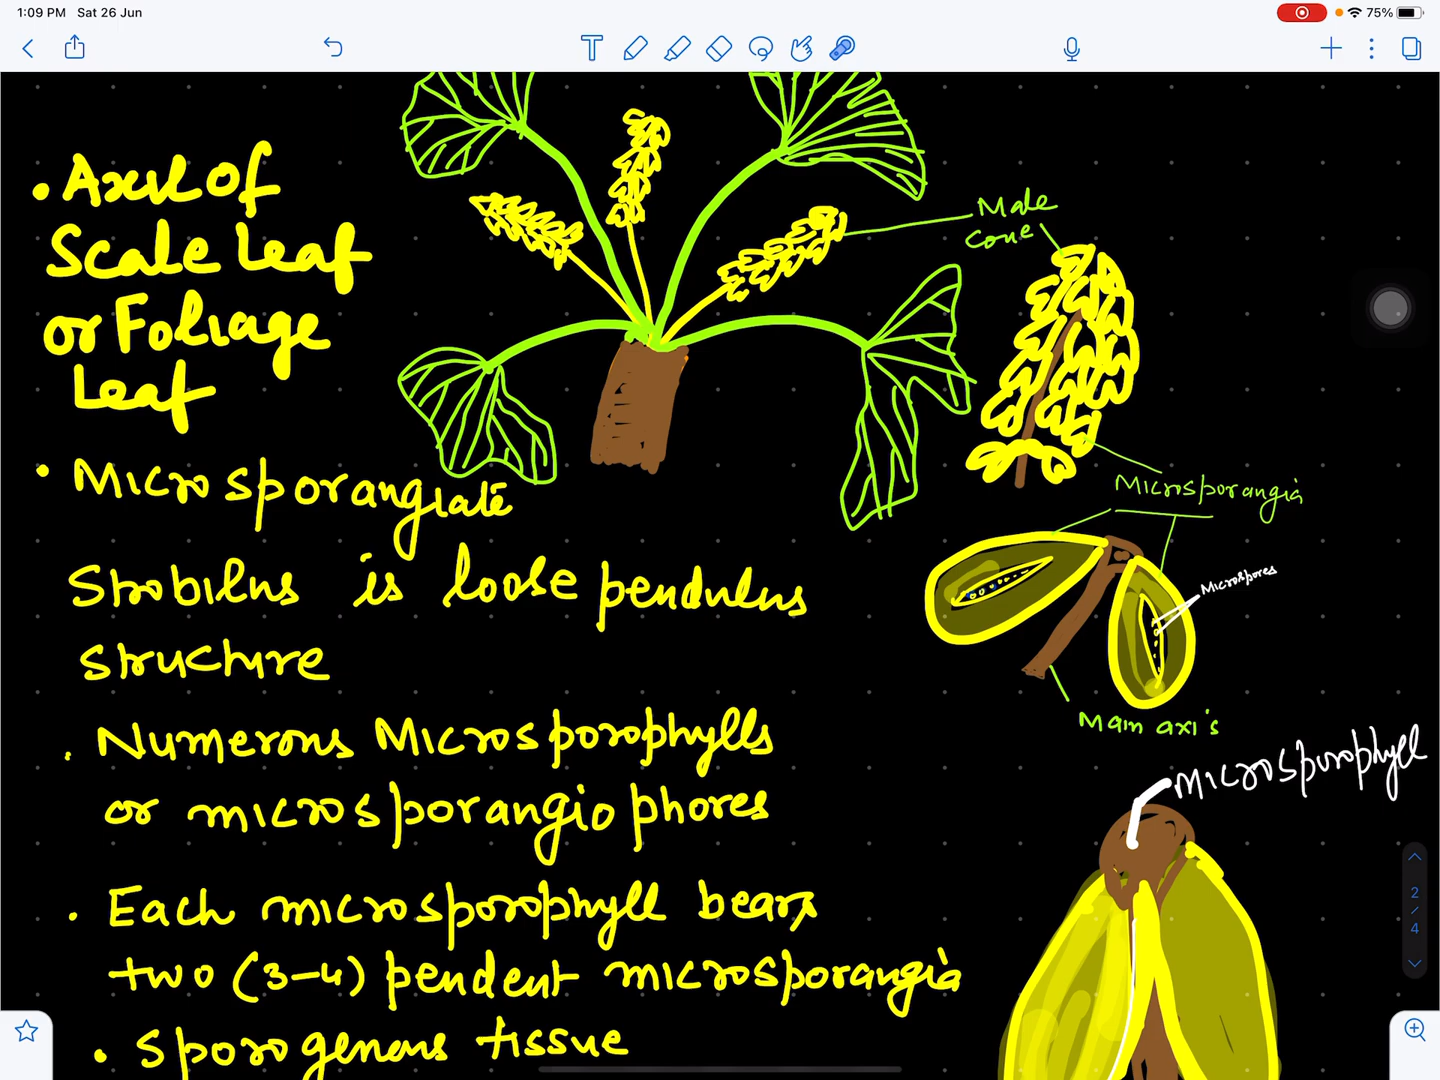 1:09 PM Sat 26 Jun
75%
• Axil of
Scale Leaf
or Foliage
Leaf
• Microsporangiate
Strobilus is loose pendulus
structure
. Numerous Microsporophylls
or microsporangiophores
. Each microsporophyll bears
two (3-4) pendent microsporangia
• Sporogenous tissue
Male
Cone
Microsporangia
Microspores
Main axis
Microsporophyll
2
/
4